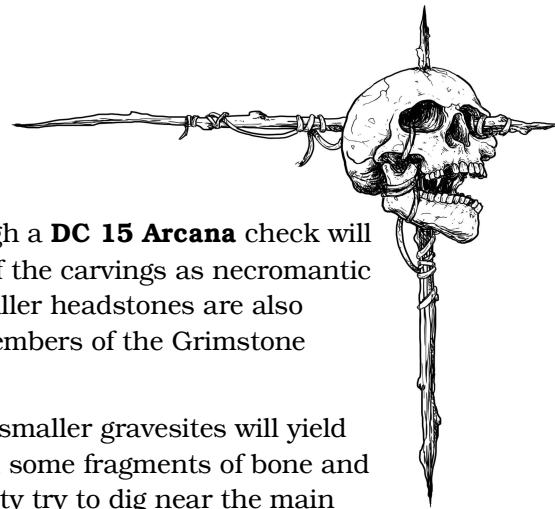 gh a DC 15 Arcana check will
f the carvings as necromantic
ller headstones are also
embers of the Grimstone
smaller gravesites will yield
some fragments of bone and
ty try to dig near the main